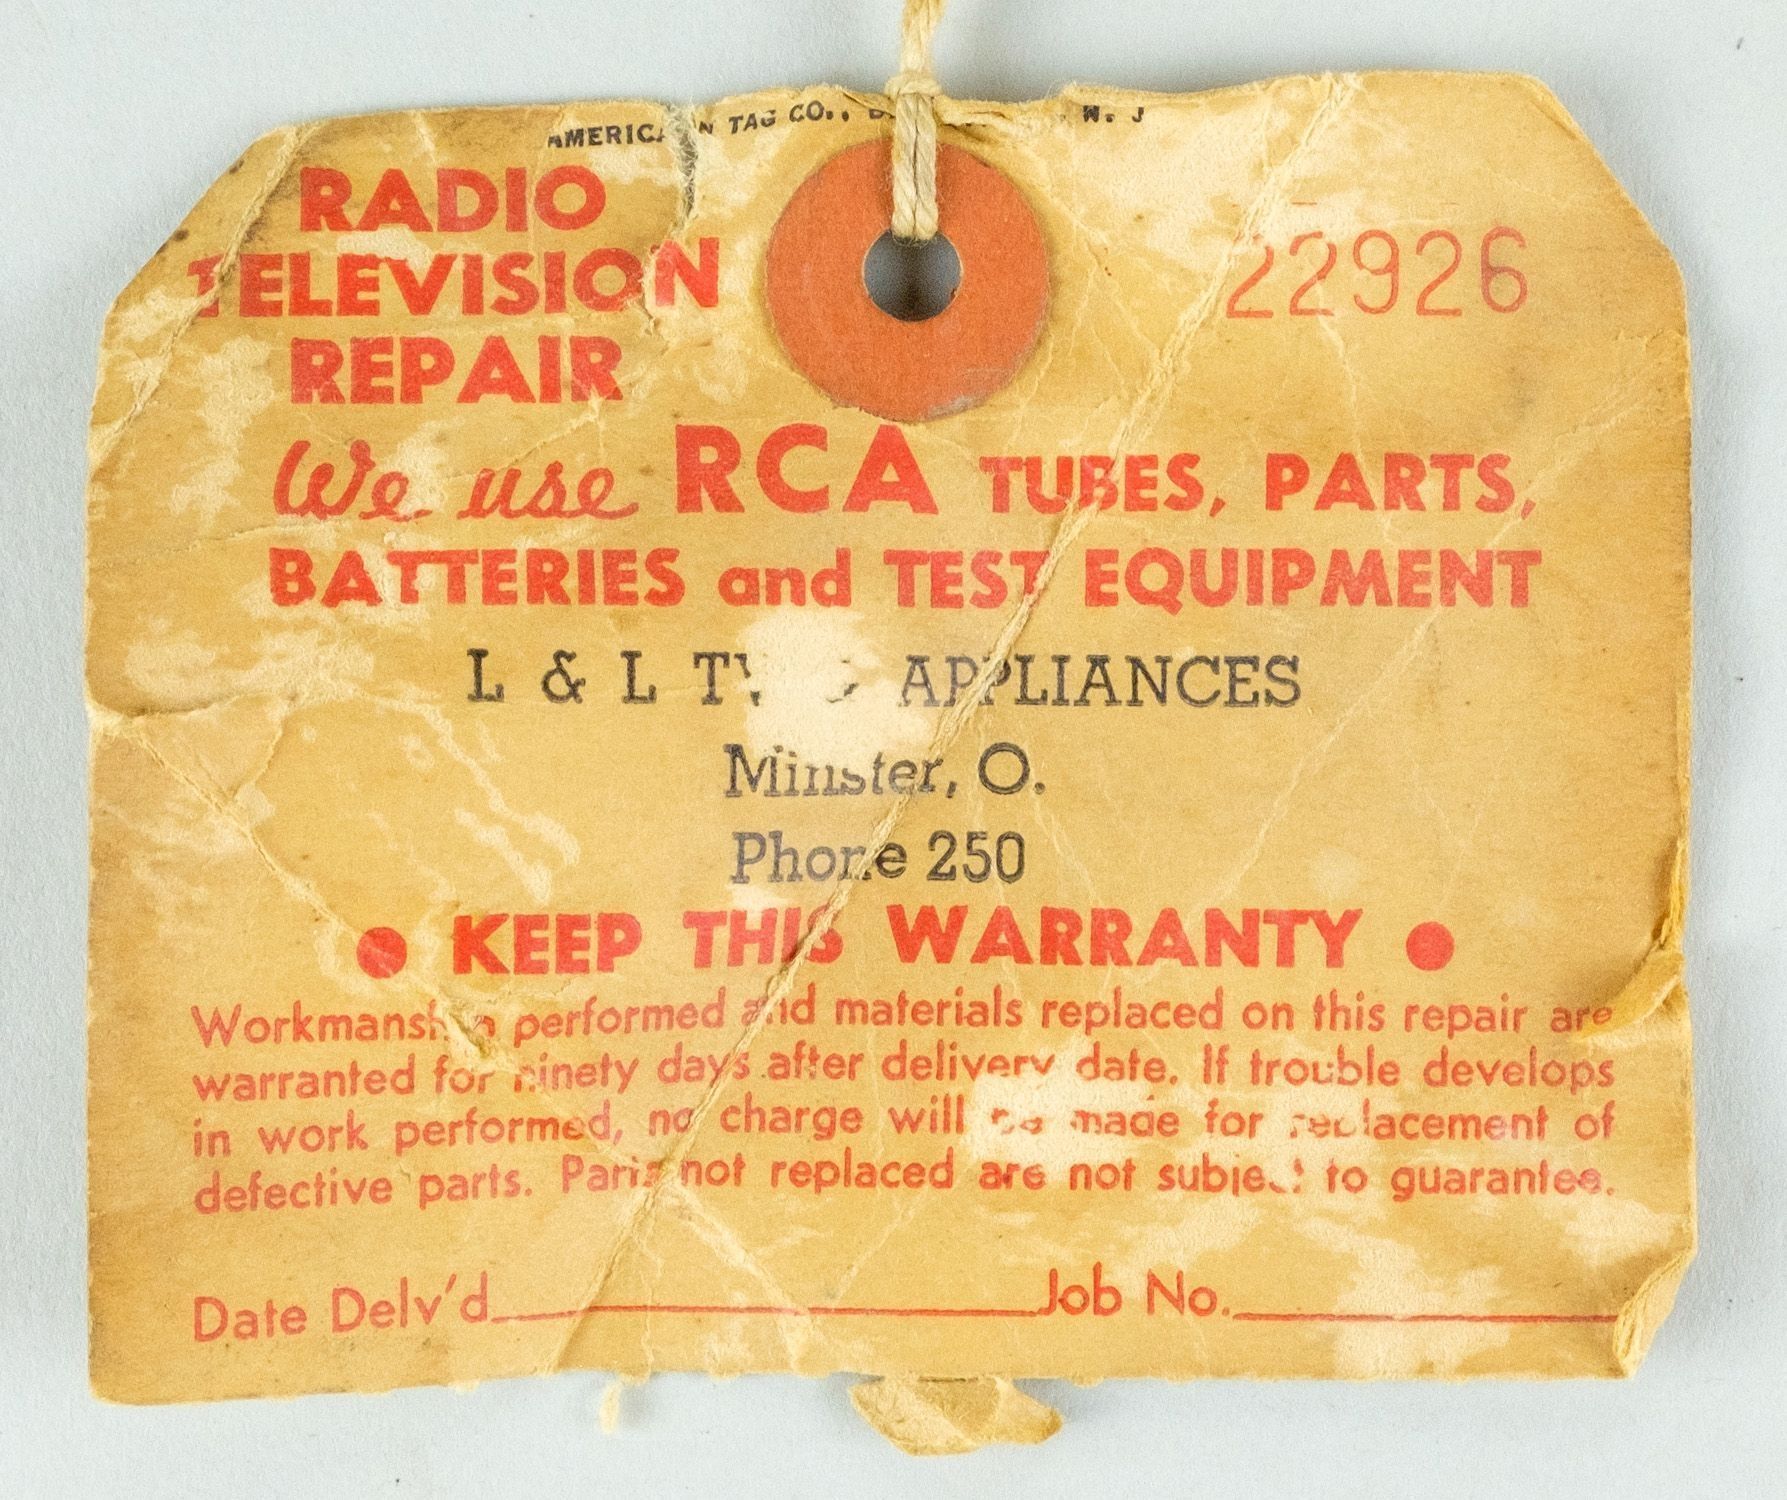 AMERICAN TAG CO., N. J
RADIO
TELEVISION
REPAIR
22926
We use RCA TUBES, PARTS,
BATTERIES and TEST EQUIPMENT
L & L APPLIANCES
Minster, O.
Phone 250
● KEEP THIS WARRANTY ●
Workmanship performed and materials replaced on this repair are
warranted for ninety days after delivery date. If trouble develops
in work performed, no charge will be made for replacement of
defective parts. Parts not replaced are not subject to guarantee.
Date Delv'd Job No.